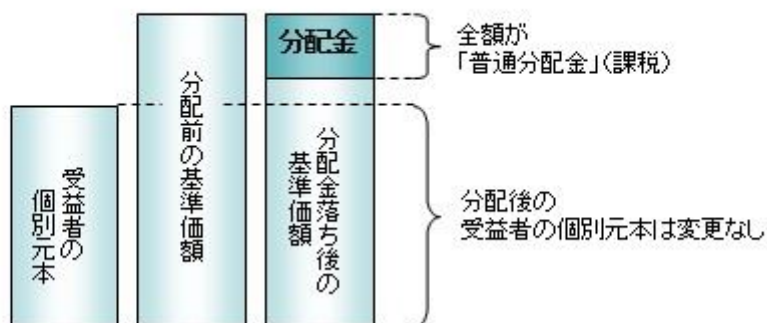 受益者の
個別元本
分配前の基準価額
分配金
分配金落ち後の
基準価額
全額が
「普通分配金」(課税)
分配後の
受益者の個別元本は変更なし